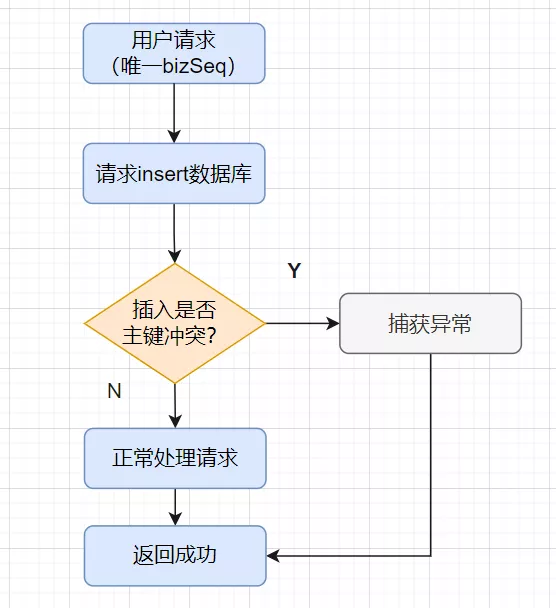 用户请求
（唯一bizSeq）
请求insert数据库
插入是否
主键冲突？
Y
捕获异常
N
正常处理请求
返回成功